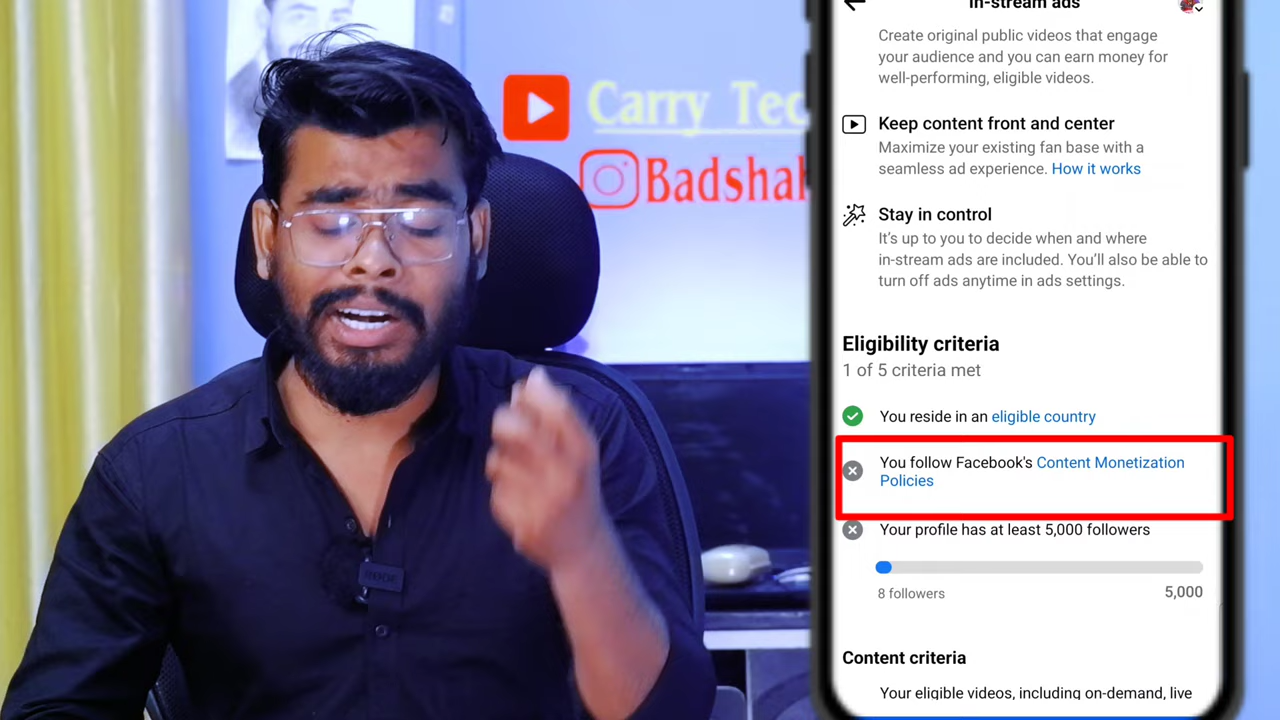 Carry Tec
Badshah
In-stream ads
Create original public videos that engage
your audience and you can earn money for
well-performing, eligible videos.
Keep content front and center
Maximize your existing fan base with a
seamless ad experience. How it works
Stay in control
It's up to you to decide when and where
in-stream ads are included. You'll also be able to
turn off ads anytime in ads settings.
Eligibility criteria
1 of 5 criteria met
You reside in an eligible country
You follow Facebook's Content Monetization
Policies
Your profile has at least 5,000 followers
8 followers
5,000
Content criteria
Your eligible videos, including on-demand, live